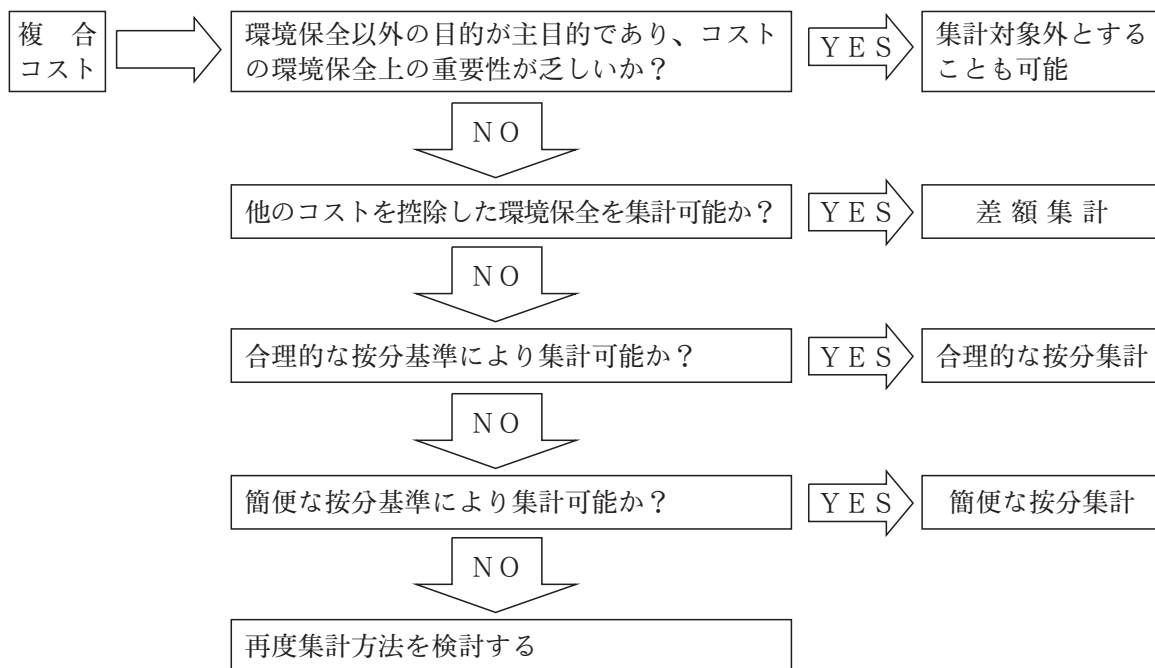 複　合
コスト
環境保全以外の目的が主目的であり、コスト
の環境保全上の重要性が乏しいか？
ＹＥＳ
集計対象外とする
ことも可能
ＮＯ
他のコストを控除した環境保全を集計可能か？
ＹＥＳ
差 額 集 計
ＮＯ
合理的な按分基準により集計可能か？
ＹＥＳ
合理的な按分集計
ＮＯ
簡便な按分基準により集計可能か？
ＹＥＳ
簡便な按分集計
ＮＯ
再度集計方法を検討する